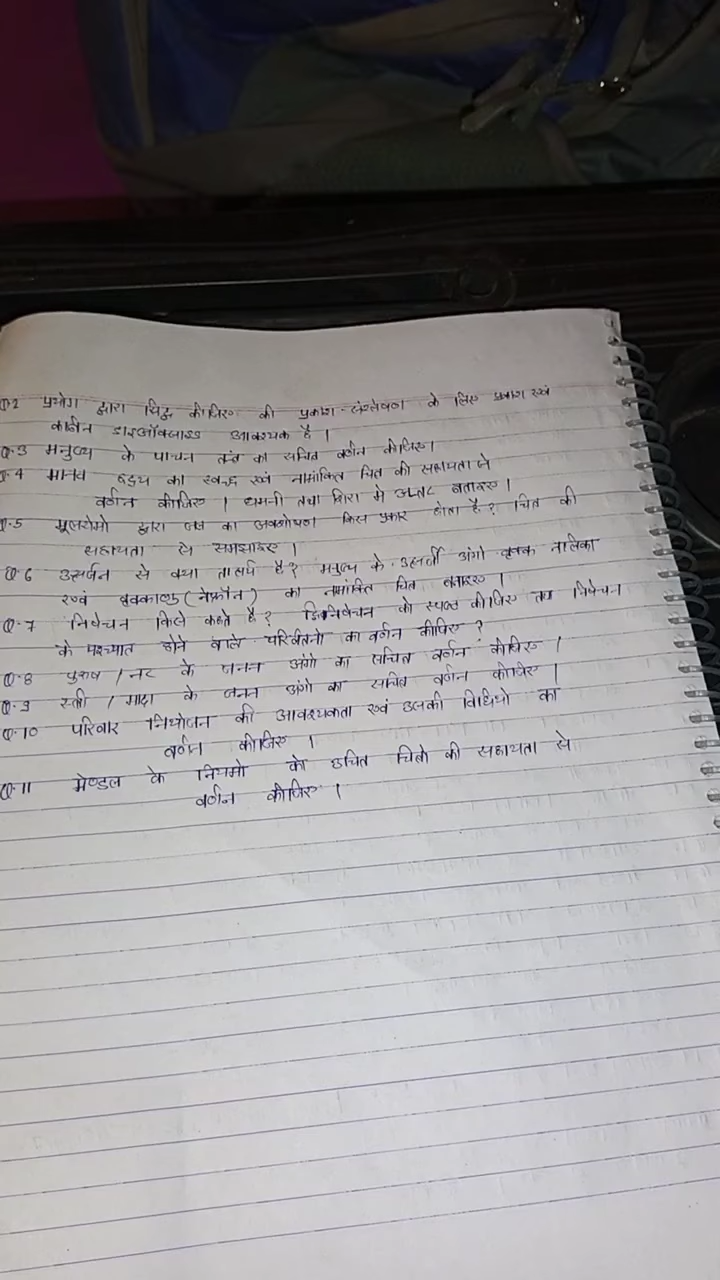 Q.2 प्रयोग द्वारा सिद्ध कीजिए की प्रकाश-संश्लेषण के लिए प्रकाश एवं
कार्बन डाइऑक्साइड आवश्यक है ।
Q.3 मनुष्य के पाचन तंत्र का सचित्र वर्णन कीजिए।
Q.4 मानव हृदय का स्वच्छ एवं नामांकित चित्र की सहायता से
वर्णन कीजिए । धमनी तथा शिरा मे अन्तर बताइए ।
Q.5 मूलरोमो द्वारा जल का अवशोषण किस प्रकार होता है ? चित्र की
सहायता से समझाइए ।
Q.6 उत्सर्जन से क्या तात्पर्य है ? मनुष्य के उत्सर्जी अंगो वृक्क नालिका
एवं वृक्काणु (नेफ्रॉन) का नामांकित चित्र बनाइए ।
Q.7 निषेचन किसे कहते है ? द्विनिषेचन को स्पष्ट कीजिए तथा निषेचन
के पश्चात होने वाले परिवर्तनो का वर्णन कीजिए ?
Q.8 पुरुष / नर के जनन अंगो का सचित्र वर्णन कीजिए ।
Q.9 स्त्री / मादा के जनन अंगो का सचित्र वर्णन कीजिए ।
Q.10 परिवार नियोजन की आवश्यकता एवं उसकी विधियो का
वर्णन कीजिए ।
Q.11 मेण्डल के नियमो को उचित चित्रो की सहायता से
वर्णन कीजिए ।